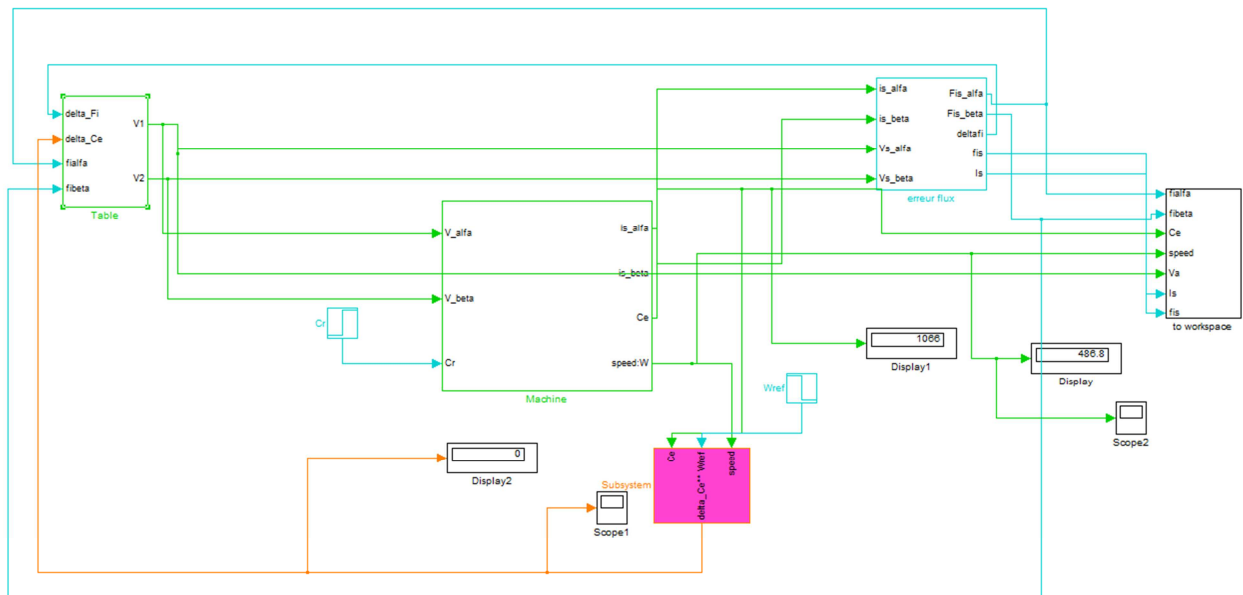 delta_Fi
delta_Ce
fialfa
fibeta
V1
V2
Table
is_alfa
is_beta
Vs_alfa
Vs_beta
Fis_alfa
Fis_beta
deltafi
fis
Is
erreur flux
V_alfa
V_beta
Cr
is_alfa
is_beta
Ce
speed:W
Machine
Cr
fialfa
fibeta
Ce
speed
Va
Is
fis
to workspace
1066
Display1
486.8
Display
Scope2
Wref
0
Display2
Scope1
Subsystem
Ce
Wref
speed
delta_Ce**